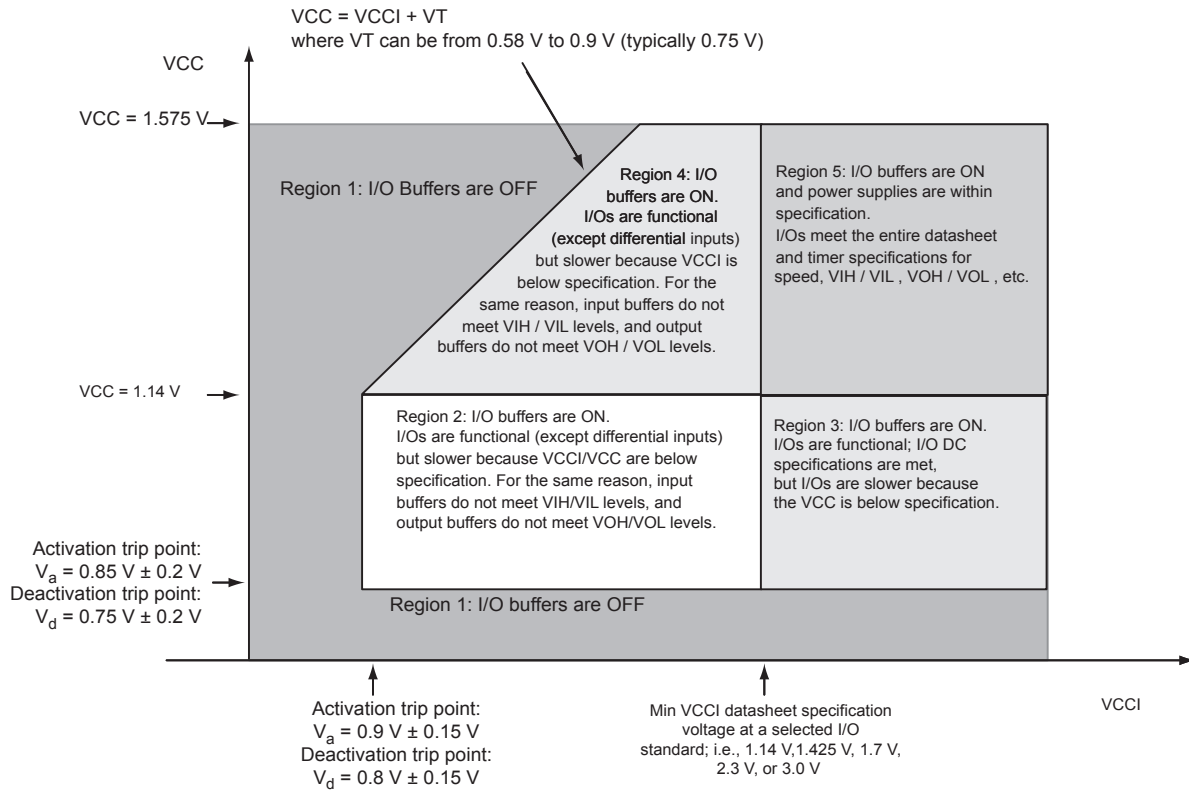 VCC = VCCI + VT
where VT can be from 0.58 V to 0.9 V (typically 0.75 V)
VCC
VCC = 1.575 V
Region 1: I/O Buffers are OFF
Region 4: I/O
buffers are ON.
I/Os are functional
(except differential inputs)
but slower because VCCI is
below specification. For the
same reason, input buffers do not
meet VIH / VIL levels, and output
buffers do not meet VOH / VOL levels.
Region 5: I/O buffers are ON
and power supplies are within
specification.
I/Os meet the entire datasheet
and timer specifications for
speed, VIH / VIL , VOH / VOL , etc.
VCC = 1.14 V
Region 2: I/O buffers are ON.
I/Os are functional (except differential inputs)
but slower because VCCI/VCC are below
specification. For the same reason, input
buffers do not meet VIH/VIL levels, and
output buffers do not meet VOH/VOL levels.
Region 3: I/O buffers are ON.
I/Os are functional; I/O DC
specifications are met,
but I/Os are slower because
the VCC is below specification.
Activation trip point:
Va = 0.85 V ± 0.2 V
Deactivation trip point:
Vd = 0.75 V ± 0.2 V
Region 1: I/O buffers are OFF
Activation trip point:
Va = 0.9 V ± 0.15 V
Deactivation trip point:
Vd = 0.8 V ± 0.15 V
Min VCCI datasheet specification
voltage at a selected I/O
standard; i.e., 1.14 V,1.425 V, 1.7 V,
2.3 V, or 3.0 V
VCCI